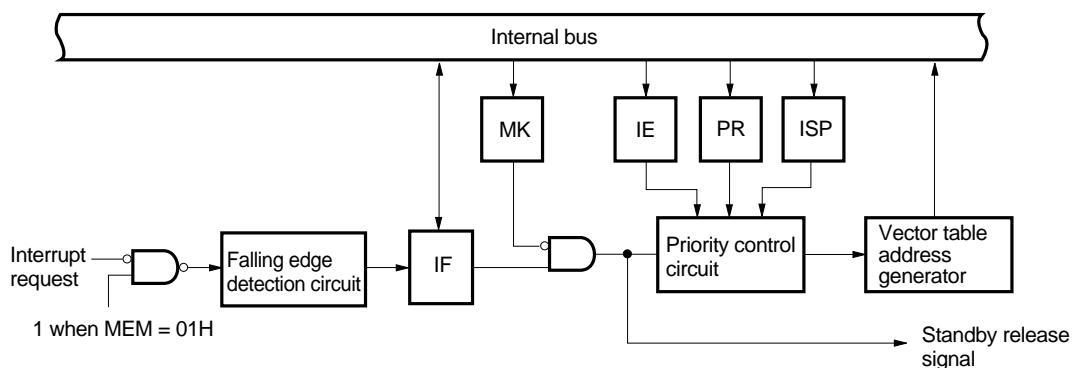 Internal bus
MK
IE
PR
ISP
Interrupt
request
Falling edge
detection circuit
IF
Priority control
circuit
Vector table
address
generator
1 when MEM = 01H
Standby release
signal